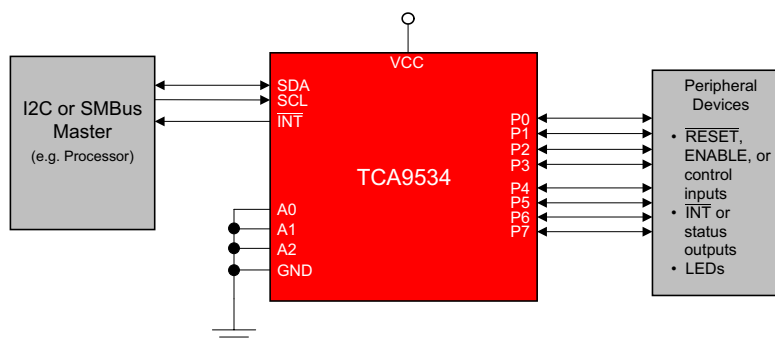 VCC
I2C or SMBus
Master
(e.g. Processor)
SDA
SCL
INT
A0
A1
A2
GND
TCA9534
P0
P1
P2
P3
P4
P5
P6
P7
Peripheral
Devices
• RESET,
ENABLE, or
control
inputs
• INT or
status
outputs
• LEDs